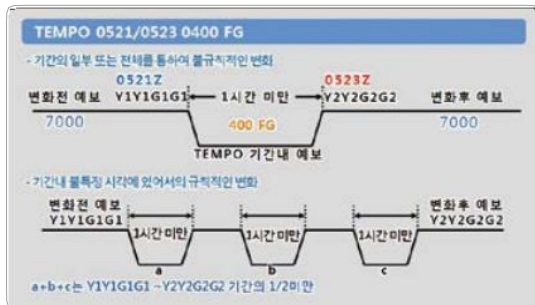 TEMPO 0521/0523 0400 FG
- 기간의 일부 또는 전체를 통하여 불규칙적인 변화
0521Z 0523Z
변화전 예보 Y1Y1G1G1 1시간 미만 Y2Y2G2G2 변화후 예보
7000 400 FG 7000
TEMPO 기간내 예보
- 기간내 불특정 시각에 있어서의 규칙적인 변화
변화전 예보 변화후 예보
Y1Y1G1G1 1시간 미만 1시간 미만 1시간 미만 Y2Y2G2G2
a b c
a+b+c는 Y1Y1G1G1 ~Y2Y2G2G2 기간의 1/2미만